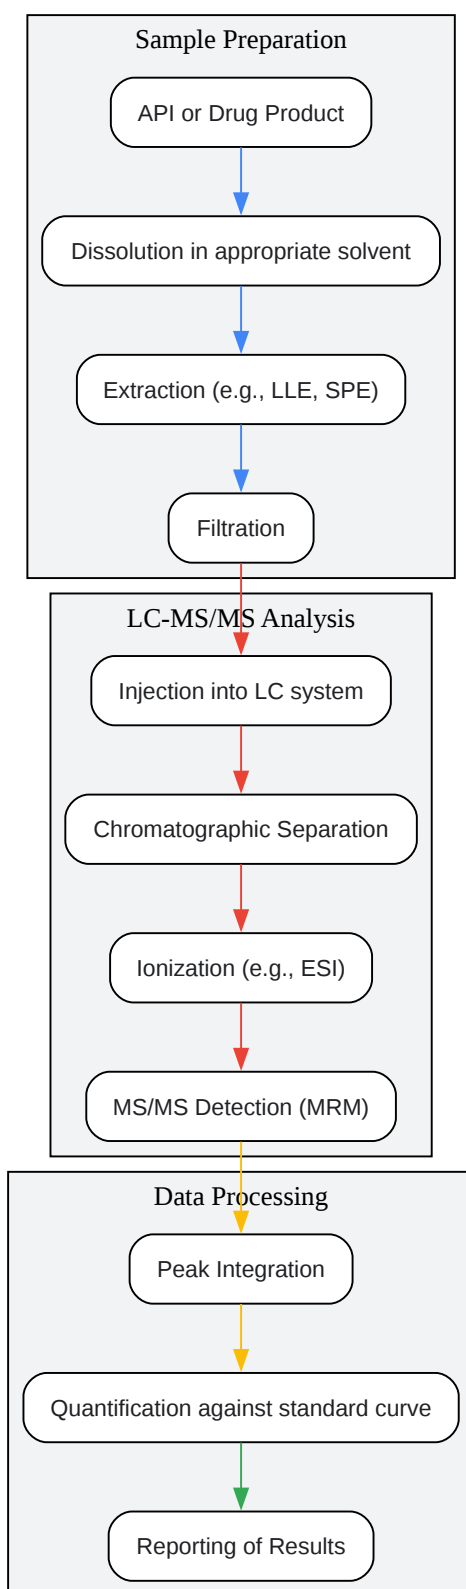 Sample Preparation
API or Drug Product
Dissolution in appropriate solvent
Extraction (e.g., LLE, SPE)
Filtration
LC-MS/MS Analysis
Injection into LC system
Chromatographic Separation
Ionization (e.g., ESI)
MS/MS Detection (MRM)
Data Processing
Peak Integration
Quantification against standard curve
Reporting of Results